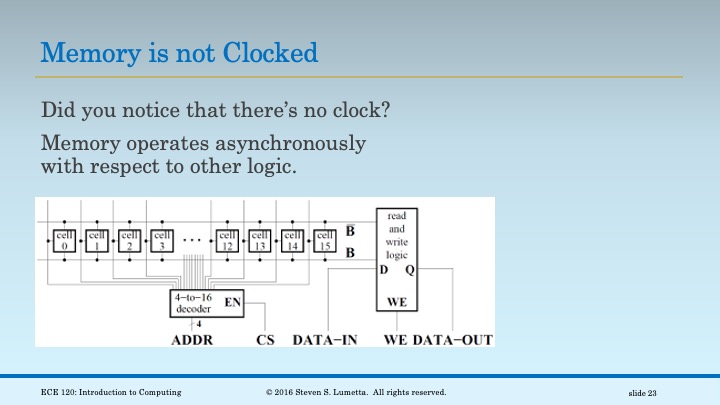 Memory is not Clocked
Did you notice that there's no clock?
Memory operates asynchronously
with respect to other logic.
cell 0
cell 1
cell 2
cell 3
...
cell 12
cell 13
cell 14
cell 15
B̅
B
read
and
write
logic
D Q
WE
4-to-16
decoder
EN
4
ADDR CS DATA-IN WE DATA-OUT
ECE 120: Introduction to Computing © 2016 Steven S. Lumetta. All rights reserved. slide 23